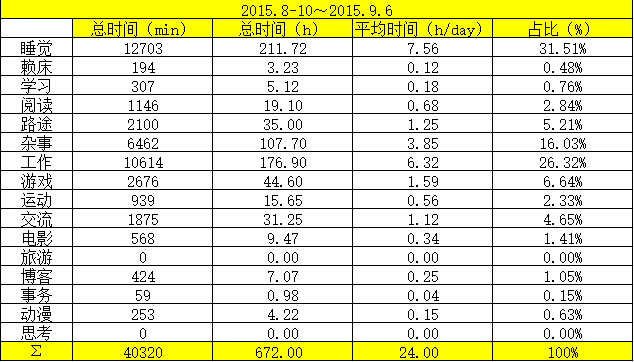 2015.8-10～2015.9.6
总时间（min） 总时间（h） 平均时间（h/day） 占比（%）
睡觉 12703 211.72 7.56 31.51%
赖床 194 3.23 0.12 0.48%
学习 307 5.12 0.18 0.76%
阅读 1146 19.10 0.68 2.84%
路途 2100 35.00 1.25 5.21%
杂事 6462 107.70 3.85 16.03%
工作 10614 176.90 6.32 26.32%
游戏 2676 44.60 1.59 6.64%
运动 939 15.65 0.56 2.33%
交流 1875 31.25 1.12 4.65%
电影 568 9.47 0.34 1.41%
旅游 0 0.00 0.00 0.00%
博客 424 7.07 0.25 1.05%
事务 59 0.98 0.04 0.15%
动漫 253 4.22 0.15 0.63%
思考 0 0.00 0.00 0.00%
Σ 40320 672.00 24.00 100%